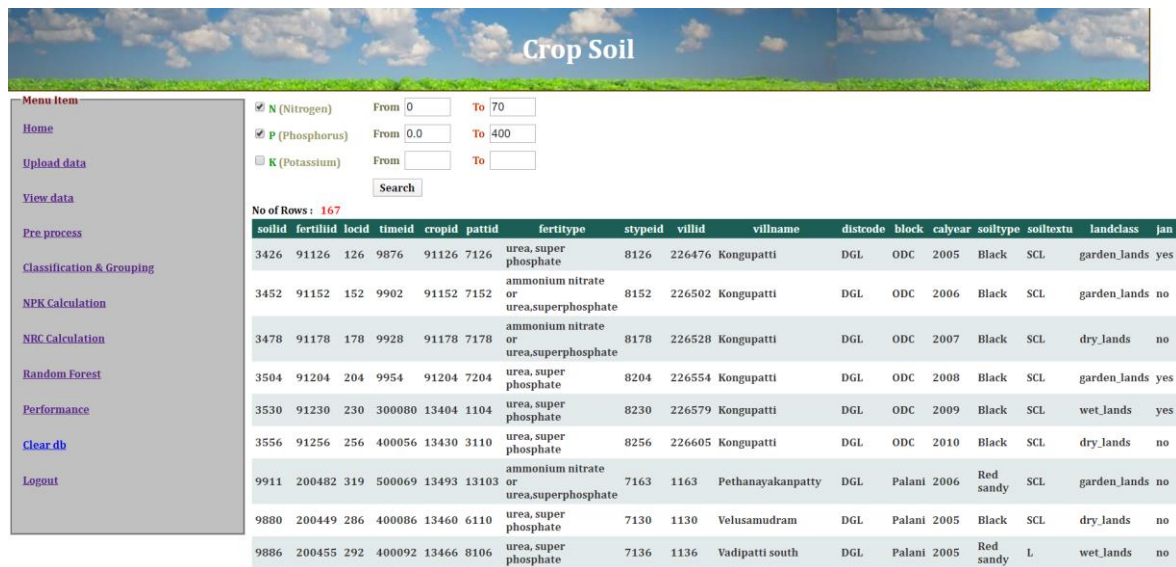 Crop Soil
Menu Item
Home
Upload data
View data
Pre process
Classification & Grouping
NPK Calculation
NRC Calculation
Random Forest
Performance
Clear db
Logout
N (Nitrogen) From 0 To 70
P (Phosphorus) From 0.0 To 400
K (Potassium) From To
Search
No of Rows : 167
soilid fertiliid locid timeid cropid pattid fertitype stypeid villid villname distcode block calyear soiltype soiltextu landclass jan
3426 91126 126 9876 91126 7126 urea, super phosphate 8126 226476 Kongupatti DGL ODC 2005 Black SCL garden_lands yes
3452 91152 152 9902 91152 7152 ammonium nitrate or urea,superphosphate 8152 226502 Kongupatti DGL ODC 2006 Black SCL garden_lands no
3478 91178 178 9928 91178 7178 ammonium nitrate or urea,superphosphate 8178 226528 Kongupatti DGL ODC 2007 Black SCL dry_lands no
3504 91204 204 9954 91204 7204 urea, super phosphate 8204 226554 Kongupatti DGL ODC 2008 Black SCL garden_lands yes
3530 91230 230 300080 13404 1104 urea, super phosphate 8230 226579 Kongupatti DGL ODC 2009 Black SCL wet_lands yes
3556 91256 256 400056 13430 3110 urea, super phosphate 8256 226605 Kongupatti DGL ODC 2010 Black SCL dry_lands no
9911 200482 319 500069 13493 13103 ammonium nitrate or urea,superphosphate 7163 1163 Pethanayakanpatty DGL Palani 2006 Red sandy SCL garden_lands no
9880 200449 286 400086 13460 6110 urea, super phosphate 7130 1130 Velusamudram DGL Palani 2005 Black SCL dry_lands no
9886 200455 292 400092 13466 8106 urea, super phosphate 7136 1136 Vadipatti south DGL Palani 2005 Red sandy L wet_lands no